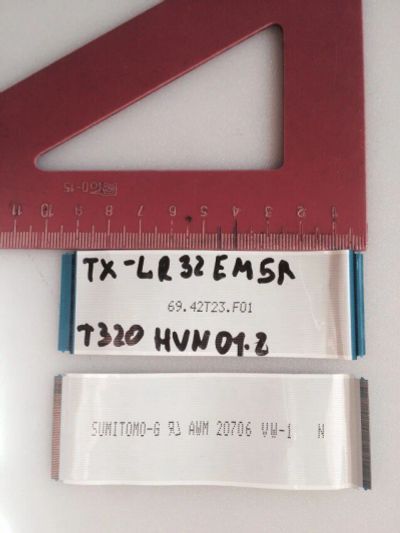 11 10 9 8 7 6 5 4 3 2 1
TX-LR32EM5A
69.42T23.F01
T320 HVN01.2
SUMITOMO-G AWM 20706 VW-1 N